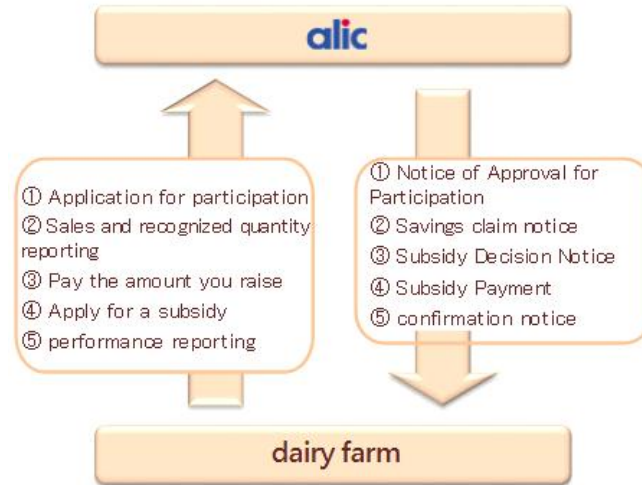 alic
① Application for participation
② Sales and recognized quantity
reporting
③ Pay the amount you raise
④ Apply for a subsidy
⑤ performance reporting
① Notice of Approval for
Participation
② Savings claim notice
③ Subsidy Decision Notice
④ Subsidy Payment
⑤ confirmation notice
dairy farm